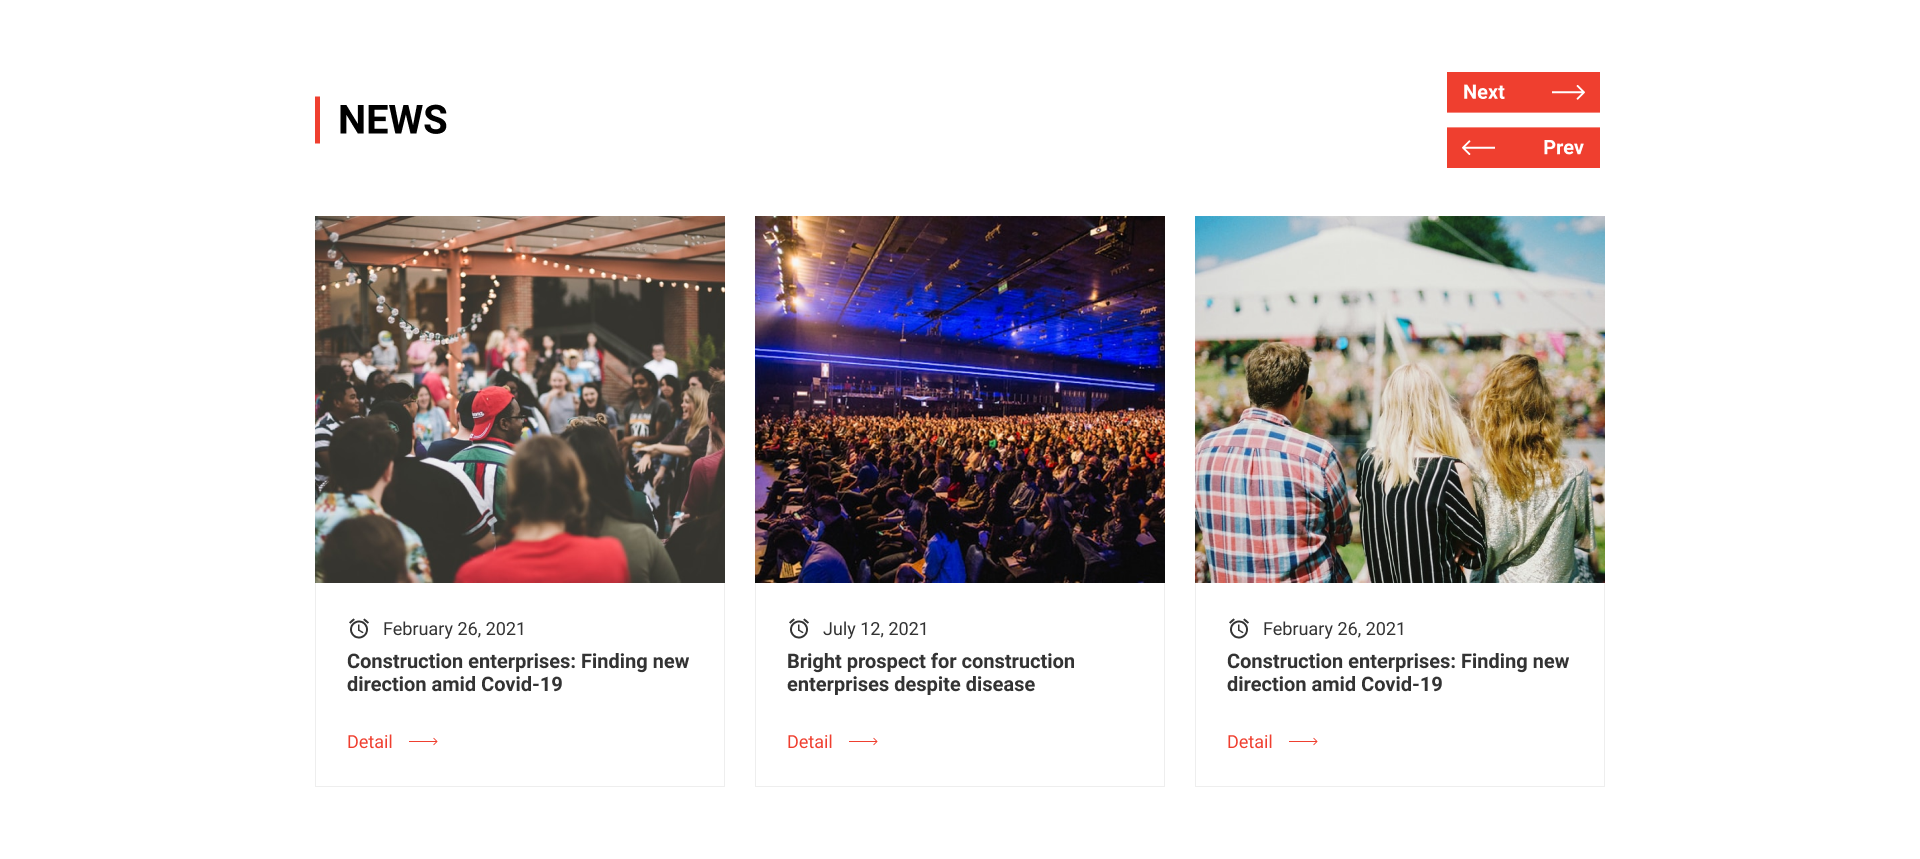 NEWS
Next
Prev
February 26, 2021
Construction enterprises: Finding new
direction amid Covid-19
Detail
July 12, 2021
Bright prospect for construction
enterprises despite disease
Detail
February 26, 2021
Construction enterprises: Finding new
direction amid Covid-19
Detail